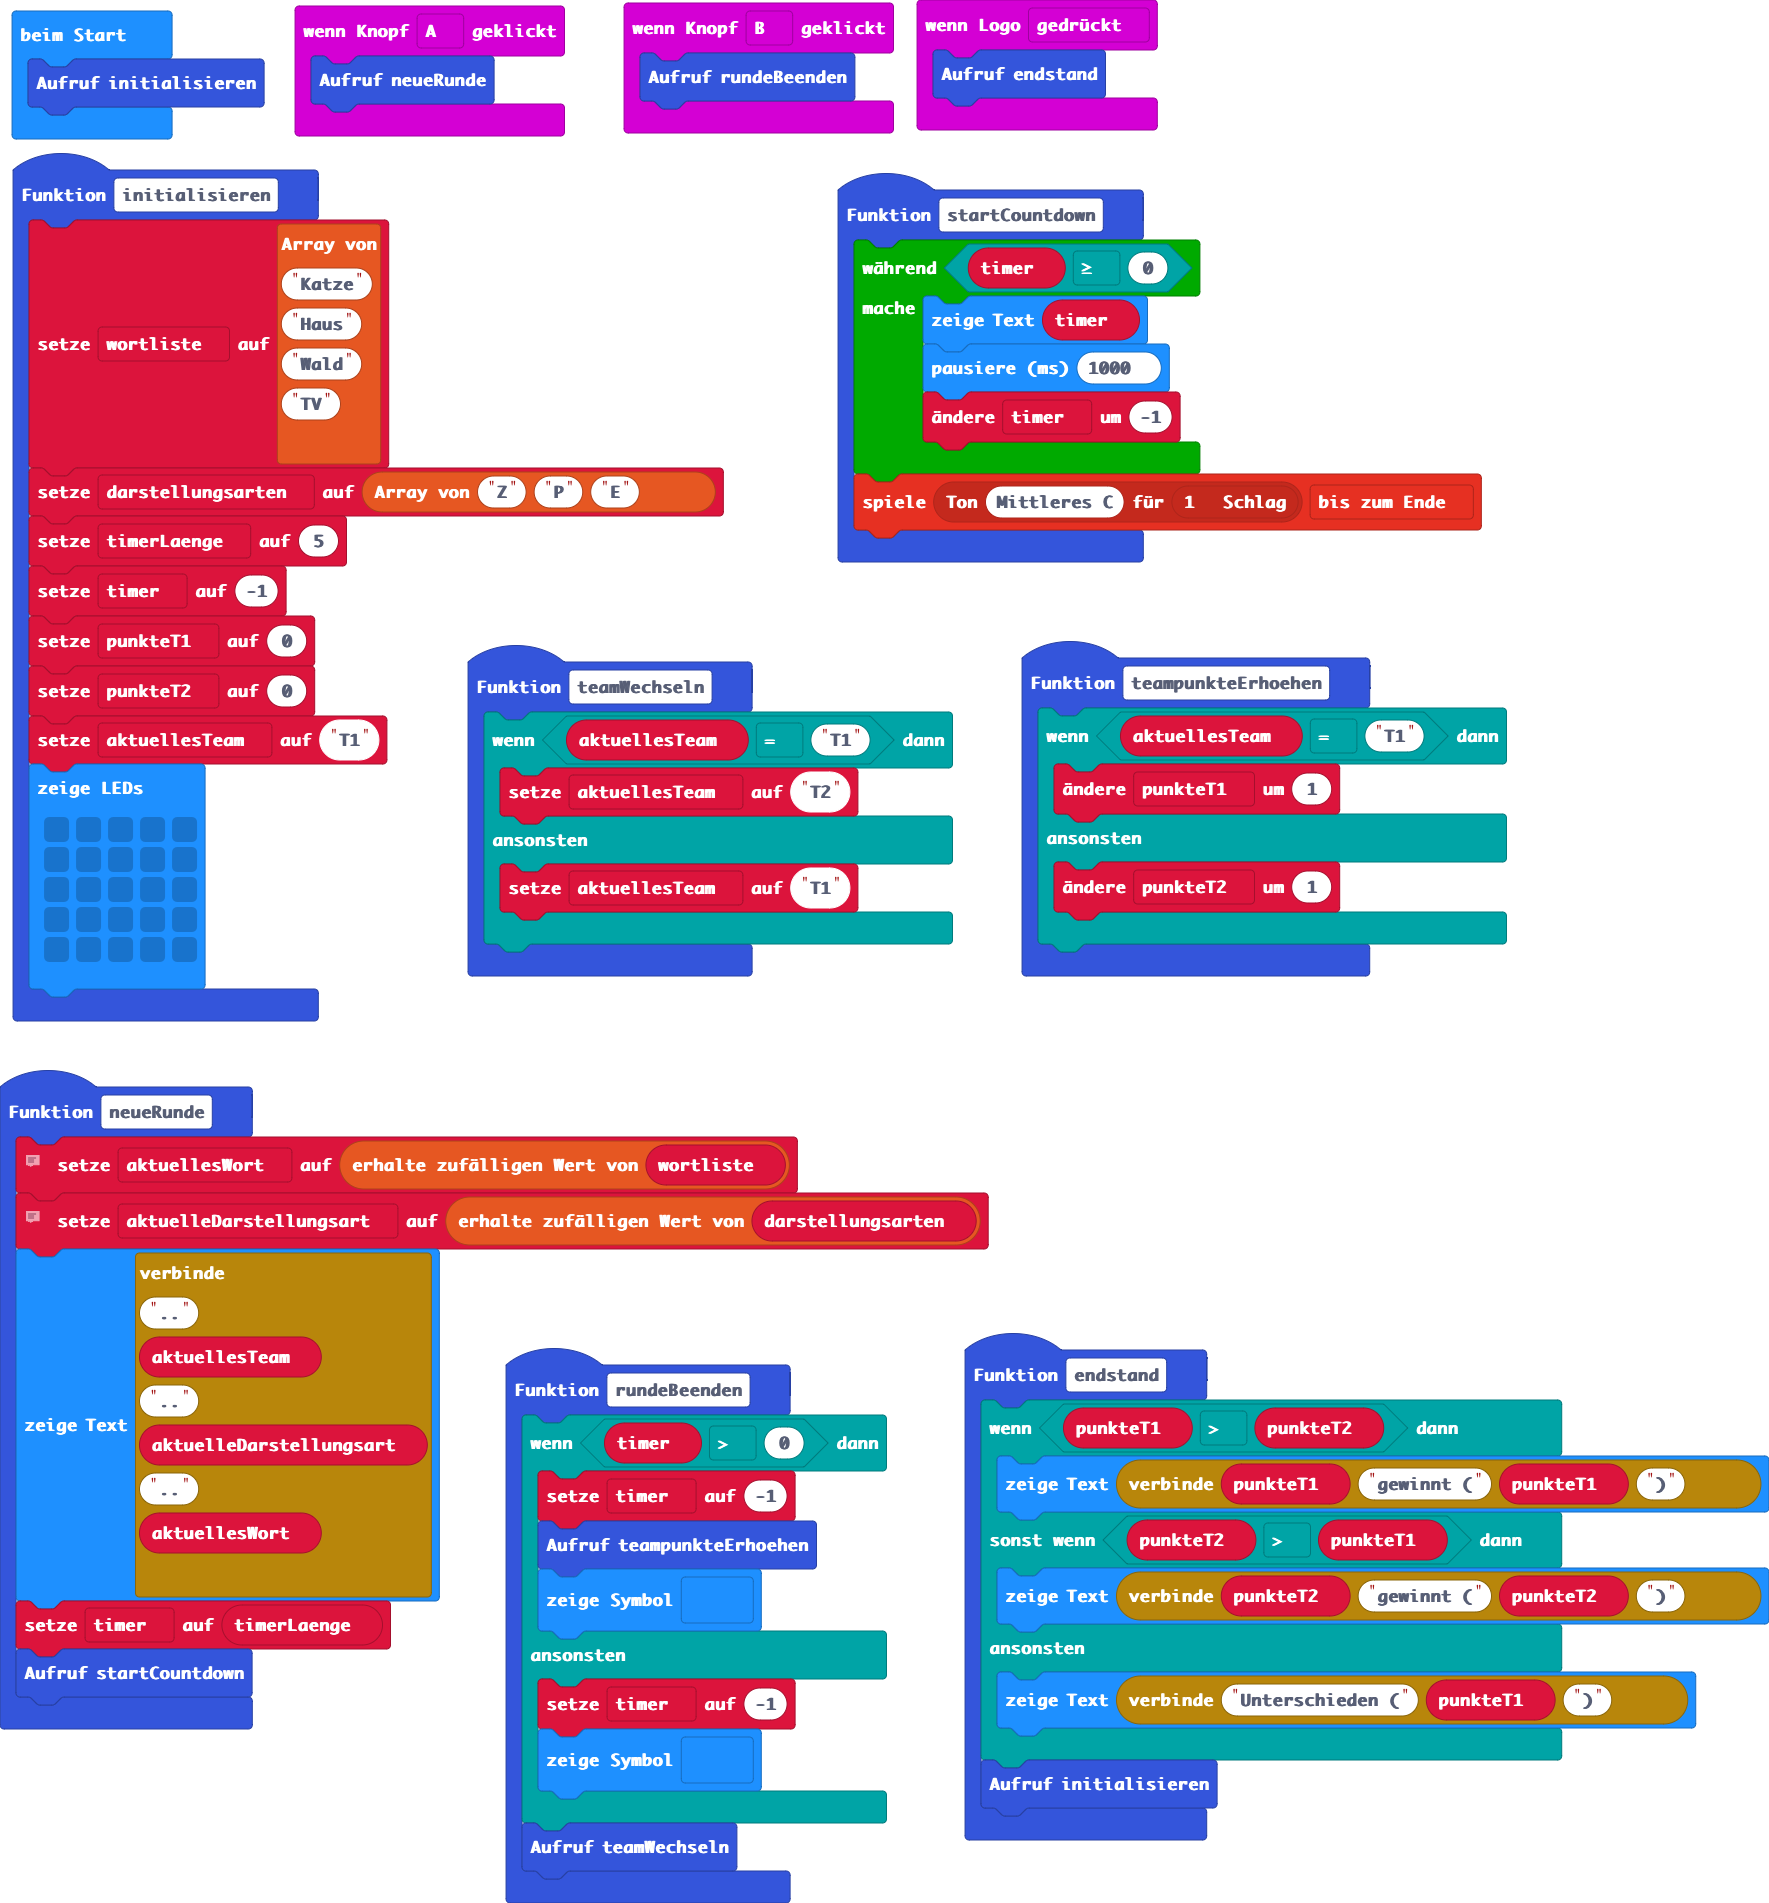 beim Start
Aufruf initialisieren
wenn Knopf A geklickt
Aufruf neueRunde
wenn Knopf B geklickt
Aufruf rundeBeenden
wenn Logo gedrückt
Aufruf endstand
Funktion initialisieren
setze wortliste auf Array von
"Katze"
"Haus"
"Wald"
"TV"
setze darstellungsarten auf Array von "Z" "P" "E"
setze timerLaenge auf 5
setze timer auf -1
setze punkteT1 auf 0
setze punkteT2 auf 0
setze aktuellesTeam auf "T1"
zeige LEDs
Funktion startCountdown
während timer ≥ 0
mache
zeige Text timer
pausiere (ms) 1000
ändere timer um -1
spiele Ton Mittleres C für 1 Schlag bis zum Ende
Funktion teamWechseln
wenn aktuellesTeam = "T1" dann
setze aktuellesTeam auf "T2"
ansonsten
setze aktuellesTeam auf "T1"
Funktion teampunkteErhoehen
wenn aktuellesTeam = "T1" dann
ändere punkteT1 um 1
ansonsten
ändere punkteT2 um 1
Funktion neueRunde
setze aktuellesWort auf erhalte zufälligen Wert von wortliste
setze aktuelleDarstellungsart auf erhalte zufälligen Wert von darstellungsarten
zeige Text verbinde
".."
aktuellesTeam
".."
aktuelleDarstellungsart
".."
aktuellesWort
setze timer auf timerLaenge
Aufruf startCountdown
Funktion rundeBeenden
wenn timer > 0 dann
setze timer auf -1
Aufruf teampunkteErhoehen
zeige Symbol
ansonsten
setze timer auf -1
zeige Symbol
Aufruf teamWechseln
Funktion endstand
wenn punkteT1 > punkteT2 dann
zeige Text verbinde punkteT1 "gewinnt (" punkteT1 ")"
sonst wenn punkteT2 > punkteT1 dann
zeige Text verbinde punkteT2 "gewinnt (" punkteT2 ")"
ansonsten
zeige Text verbinde "Unterschieden (" punkteT1 ")"
Aufruf initialisieren